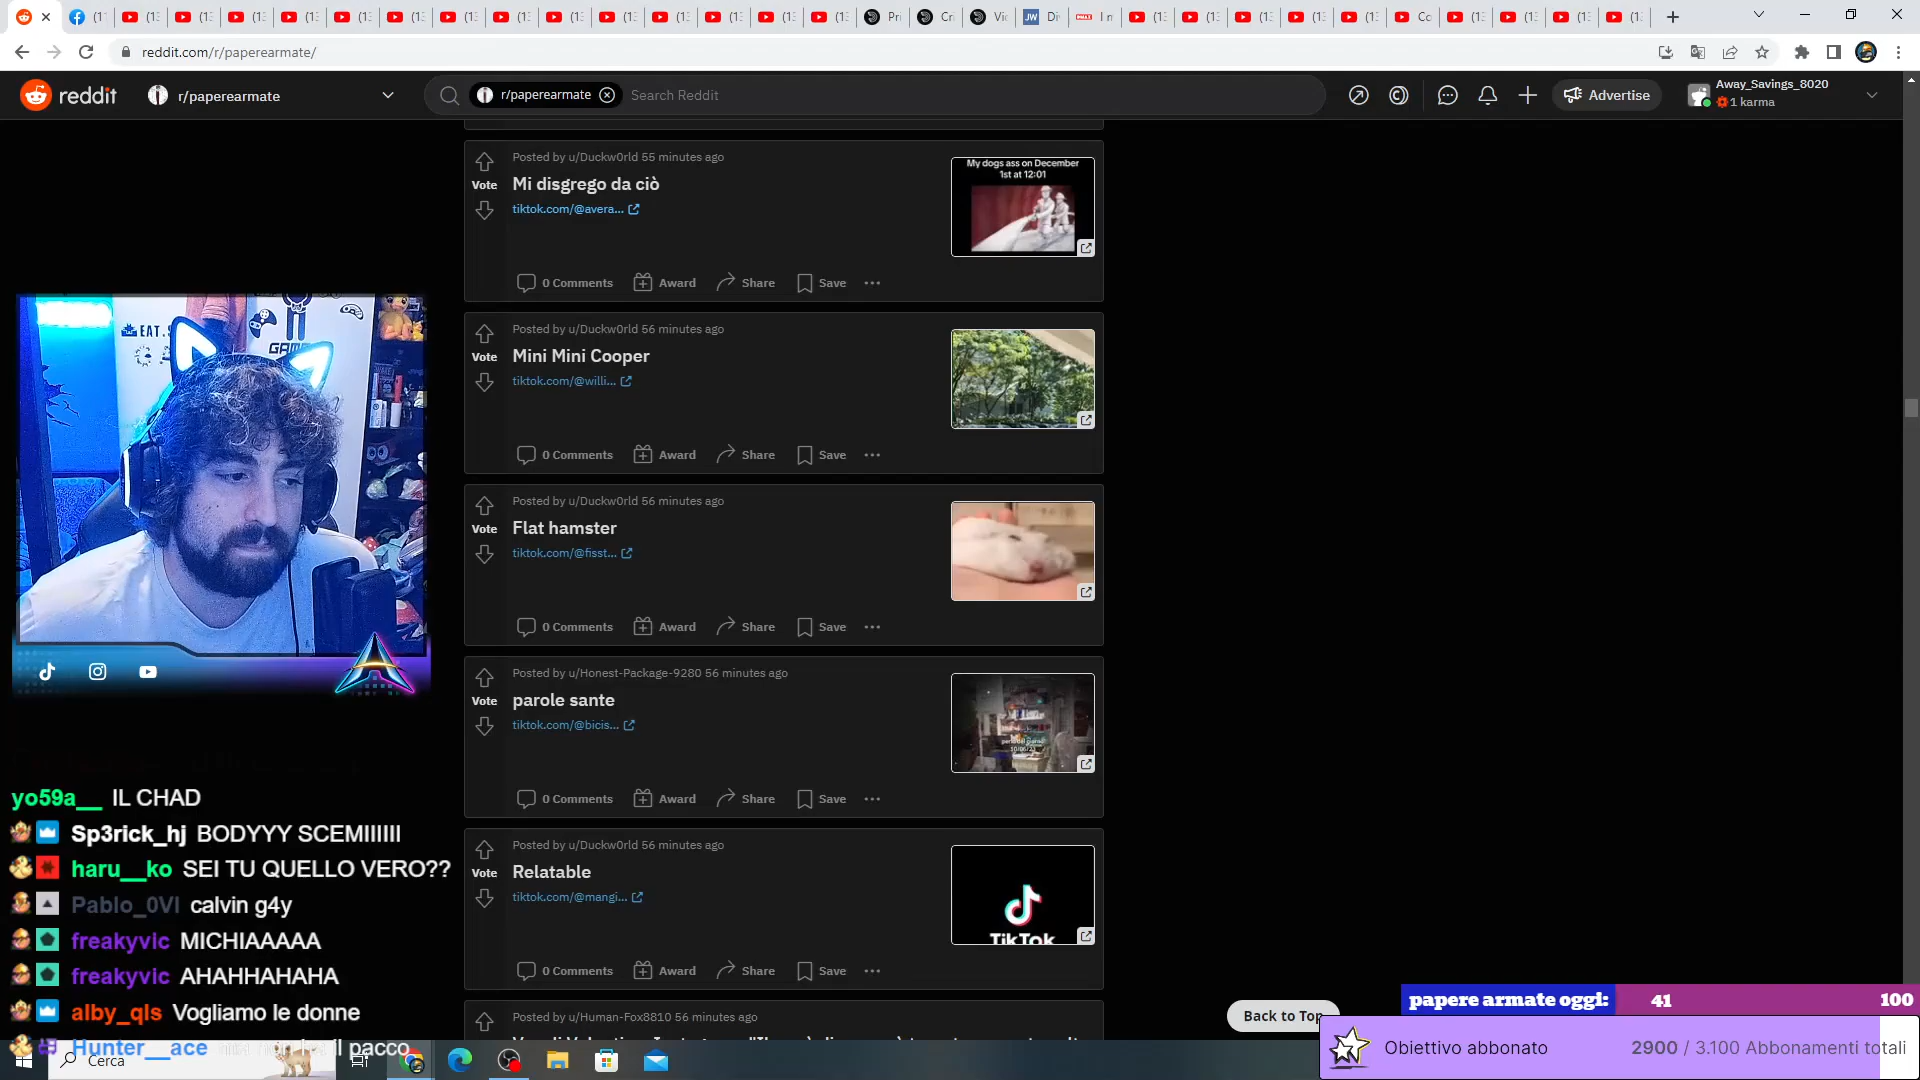 reddit.com/r/paperearmate/
reddit
r/paperearmate
r/paperearmate
Search Reddit
Advertise
Away_Savings_8020
1 karma
Posted by u/Duckw0rld 55 minutes ago
Vote
Mi disgrego da ciò
tiktok.com/@avera...
My dogs ass on December
1st at 12:01
0 Comments
Award
Share
Save
Posted by u/Duckw0rld 56 minutes ago
Vote
Mini Mini Cooper
tiktok.com/@willi...
0 Comments
Award
Share
Save
Posted by u/Duckw0rld 56 minutes ago
Vote
Flat hamster
tiktok.com/@fisst...
0 Comments
Award
Share
Save
Posted by u/Honest-Package-9280 56 minutes ago
Vote
parole sante
tiktok.com/@bicis...
0 Comments
Award
Share
Save
Posted by u/Duckw0rld 56 minutes ago
Vote
Relatable
tiktok.com/@mangi...
TikTok
0 Comments
Award
Share
Save
Posted by u/Human-Fox8810 56 minutes ago
Back to Top
EAT.
yo59a__ IL CHAD
Sp3rick_hj BODYYY SCEMIIIIII
haru__ko SEI TU QUELLO VERO??
Pablo_0VI calvin g4y
freakyvic MICHIAAAAA
freakyvic AHAHHAHAHA
alby_qls Vogliamo le donne
Hunter__ace il pacco
Cerca
papere armate oggi: 41 100
Obiettivo abbonato 2900 / 3.100 Abbonamenti totali